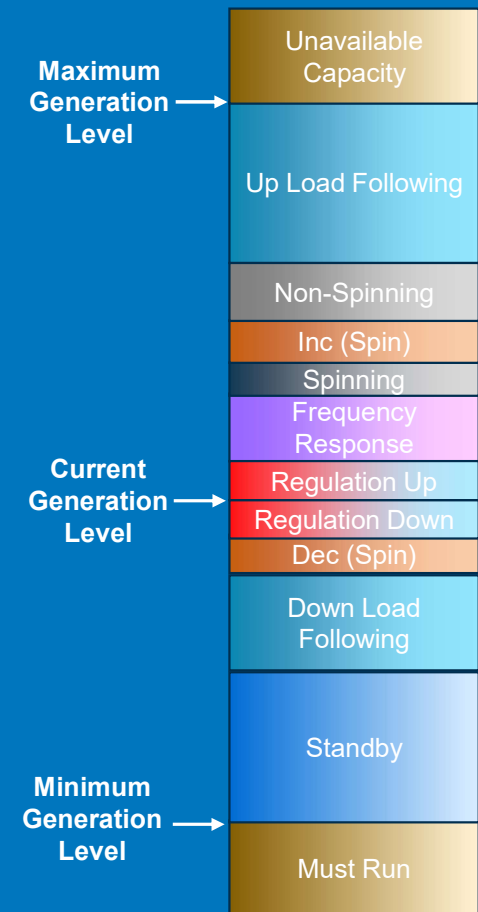 Unavailable
Capacity
Maximum
Generation
Level
Up Load Following
Non-Spinning
Inc (Spin)
Spinning
Frequency
Response
Current
Generation
Level
Regulation Up
Regulation Down
Dec (Spin)
Down Load
Following
Standby
Minimum
Generation
Level
Must Run